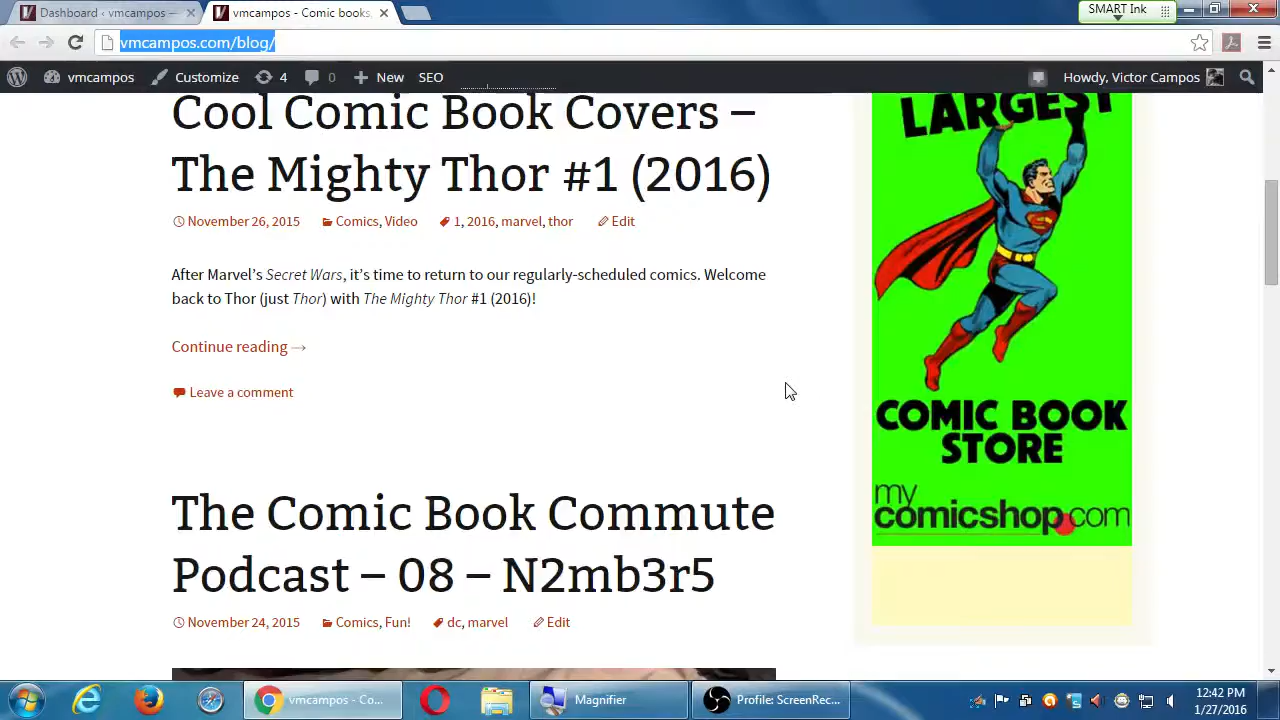 Dashboard ‹ vmcampos —
vmcampos - Comic books,
SMART Ink
vmcampos.com/blog/
vmcampos
Customize
4
0
New
SEO
Howdy, Victor Campos
Cool Comic Book Covers –
The Mighty Thor #1 (2016)
November 26, 2015
Comics, Video
1, 2016, marvel, thor
Edit
After Marvel’s Secret Wars, it’s time to return to our regularly-scheduled comics. Welcome
back to Thor (just Thor) with The Mighty Thor #1 (2016)!
Continue reading →
Leave a comment
The Comic Book Commute
Podcast – 08 – N2mb3r5
November 24, 2015
Comics, Fun!
dc, marvel
Edit
LARGEST
COMIC BOOK
STORE
my
comicshop.com
vmcampos - Co...
Magnifier
Profile: ScreenRec...
12:42 PM
1/27/2016